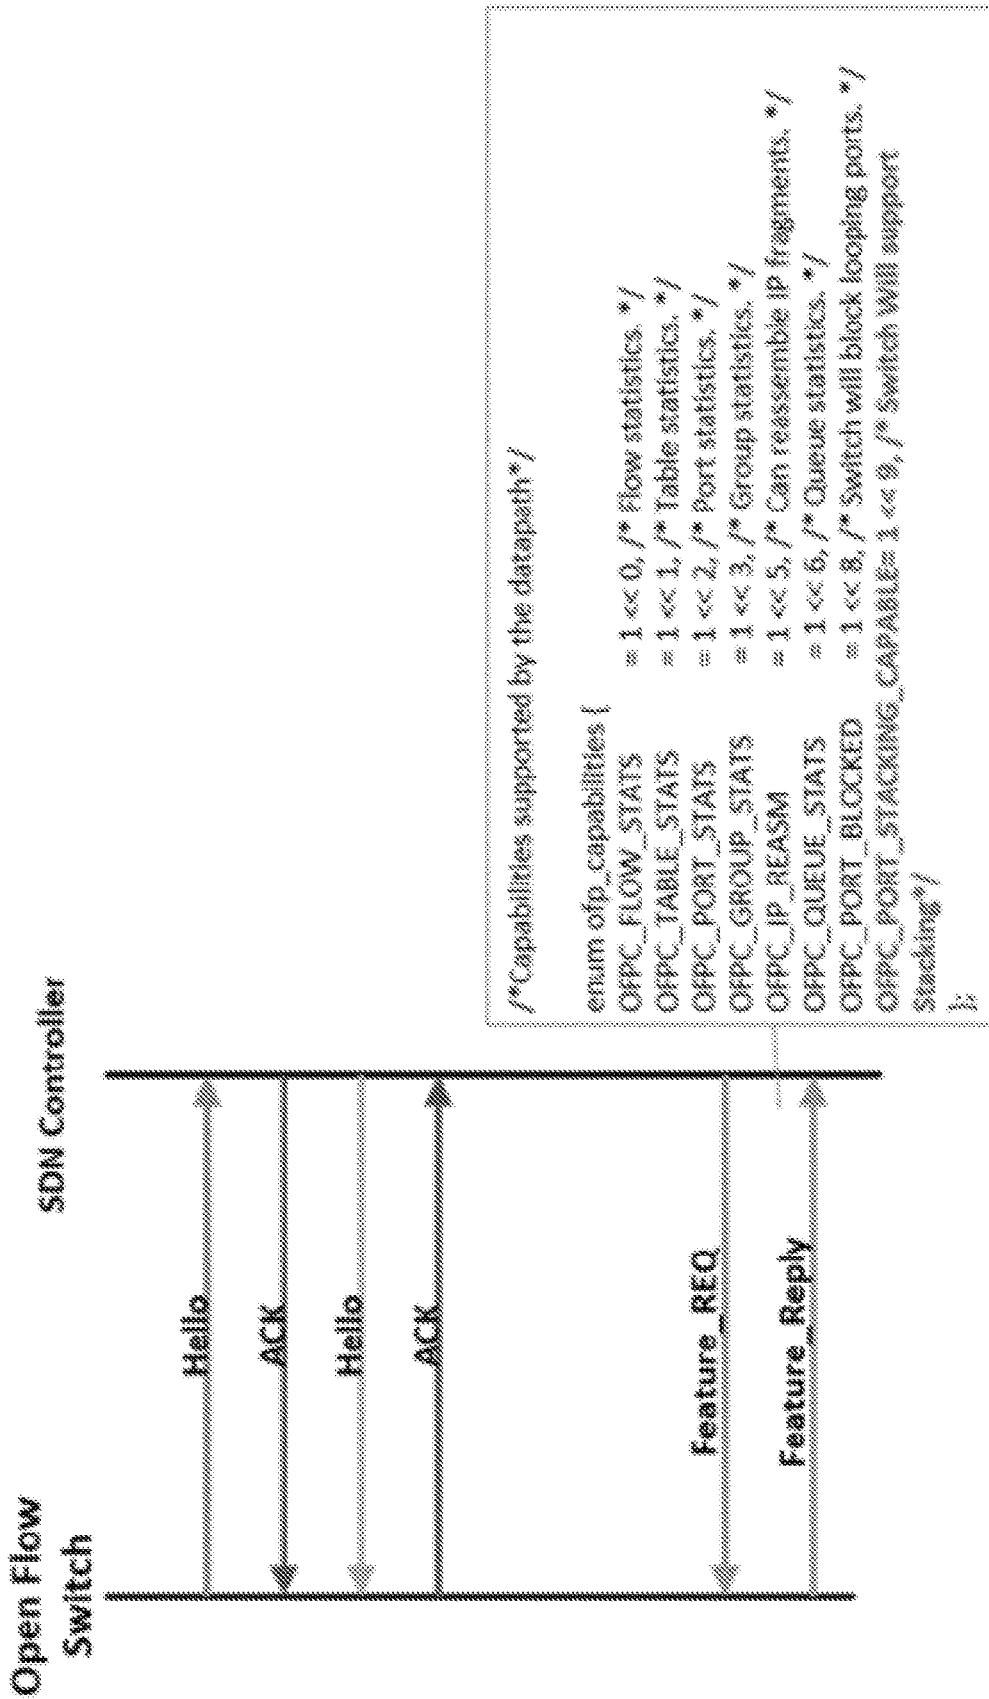 Open Flow
Switch
SDN Controller
Hello
ACK
Hello
ACK
Feature_REQ
Feature_Reply
/*Capabilities supported by the datapath*/
enum ofp_capabilities {
OFPC_FLOW_STATS = 1 << 0, /* Flow statistics. */
OFPC_TABLE_STATS = 1 << 1, /* Table statistics. */
OFPC_PORT_STATS = 1 << 2, /* Port statistics. */
OFPC_GROUP_STATS = 1 << 3, /* Group statistics. */
OFPC_IP_REASM = 1 << 5, /* Can reassemble IP fragments. */
OFPC_QUEUE_STATS = 1 << 6, /* Queue statistics. */
OFPC_PORT_BLOCKED = 1 << 8, /* Switch will block looping ports. */
OFPC_PORT_STACKING_CAPABLE= 1 << 9, /* Switch Will support
Stacking*/
};